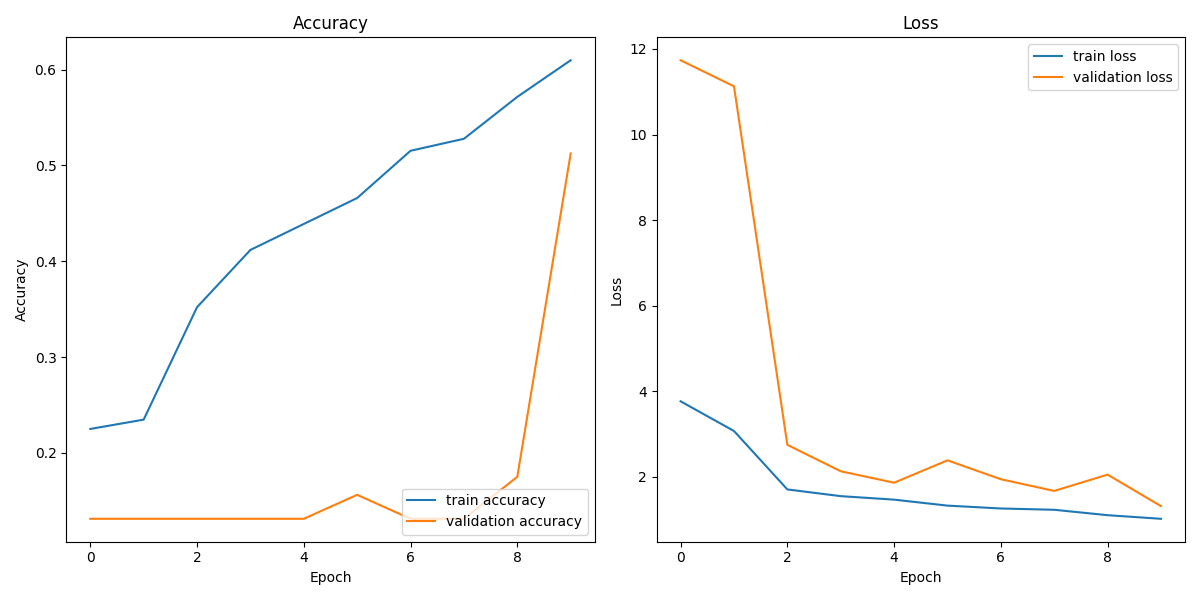 Accuracy
Accuracy
0.6
0.5
0.4
0.3
0.2
train accuracy
validation accuracy
0 2 4 6 8
Epoch
Loss
Loss
12
10
8
6
4
2
train loss
validation loss
0 2 4 6 8
Epoch